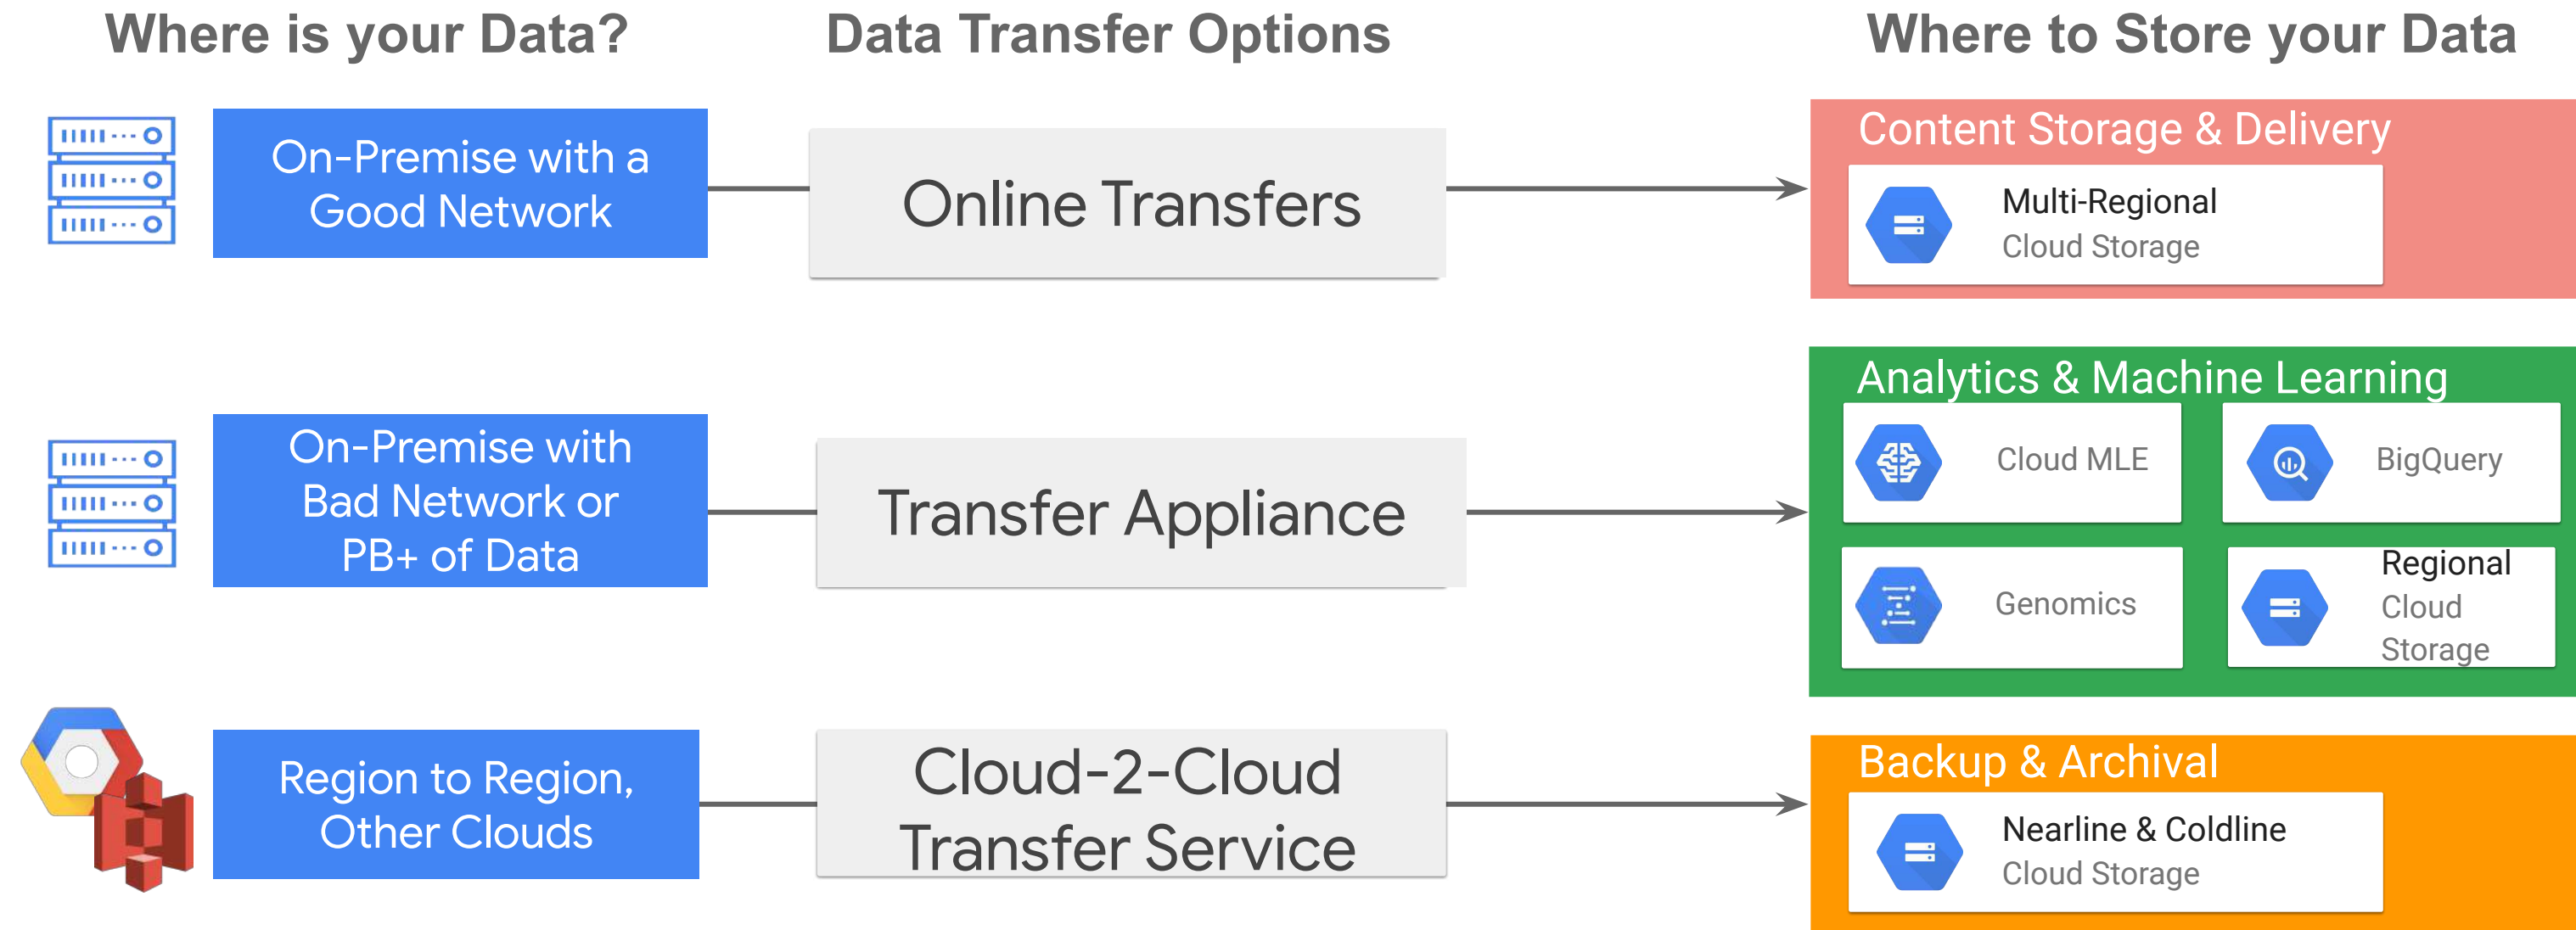 Where is your Data?
Data Transfer Options
Where to Store your Data
On-Premise with a
Good Network
Online Transfers
Content Storage & Delivery
Multi-Regional
Cloud Storage
On-Premise with
Bad Network or
PB+ of Data
Transfer Appliance
Analytics & Machine Learning
Cloud MLE
BigQuery
Genomics
Regional
Cloud
Storage
Region to Region,
Other Clouds
Cloud-2-Cloud
Transfer Service
Backup & Archival
Nearline & Coldline
Cloud Storage